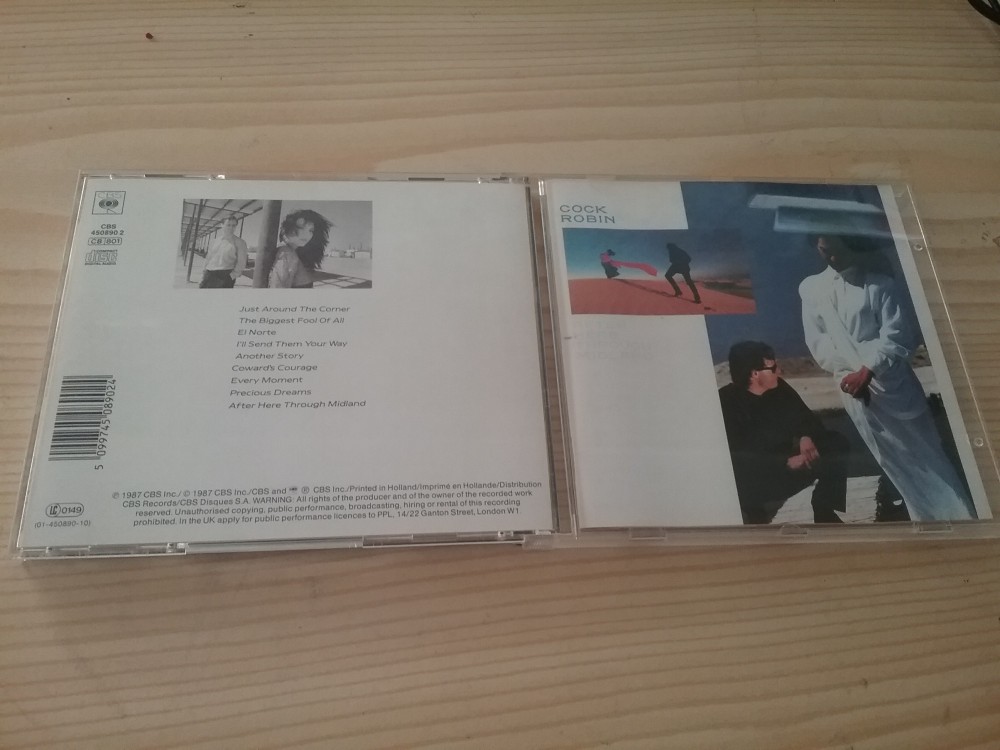 CBS
CBS
450890 2
CB 801
COMPACT
disc
DIGITAL AUDIO
Just Around The Corner
The Biggest Fool Of All
El Norte
I'll Send Them Your Way
Another Story
Coward's Courage
Every Moment
Precious Dreams
After Here Through Midland
5 099745 089024
℗ 1987 CBS Inc./ © 1987 CBS Inc./CBS and ℗ CBS Inc./Printed in Holland/Imprimé en Hollande/Distribution
CBS Records/CBS Disques S.A. WARNING: All rights of the producer and of the owner of the recorded work
reserved. Unauthorised copying, public performance, broadcasting, hiring or rental of this recording
prohibited. In the UK apply for public performance licences to PPL, 14/22 Ganton Street, London W1.
LC 0149
(01-450890-10)
COCK
ROBIN